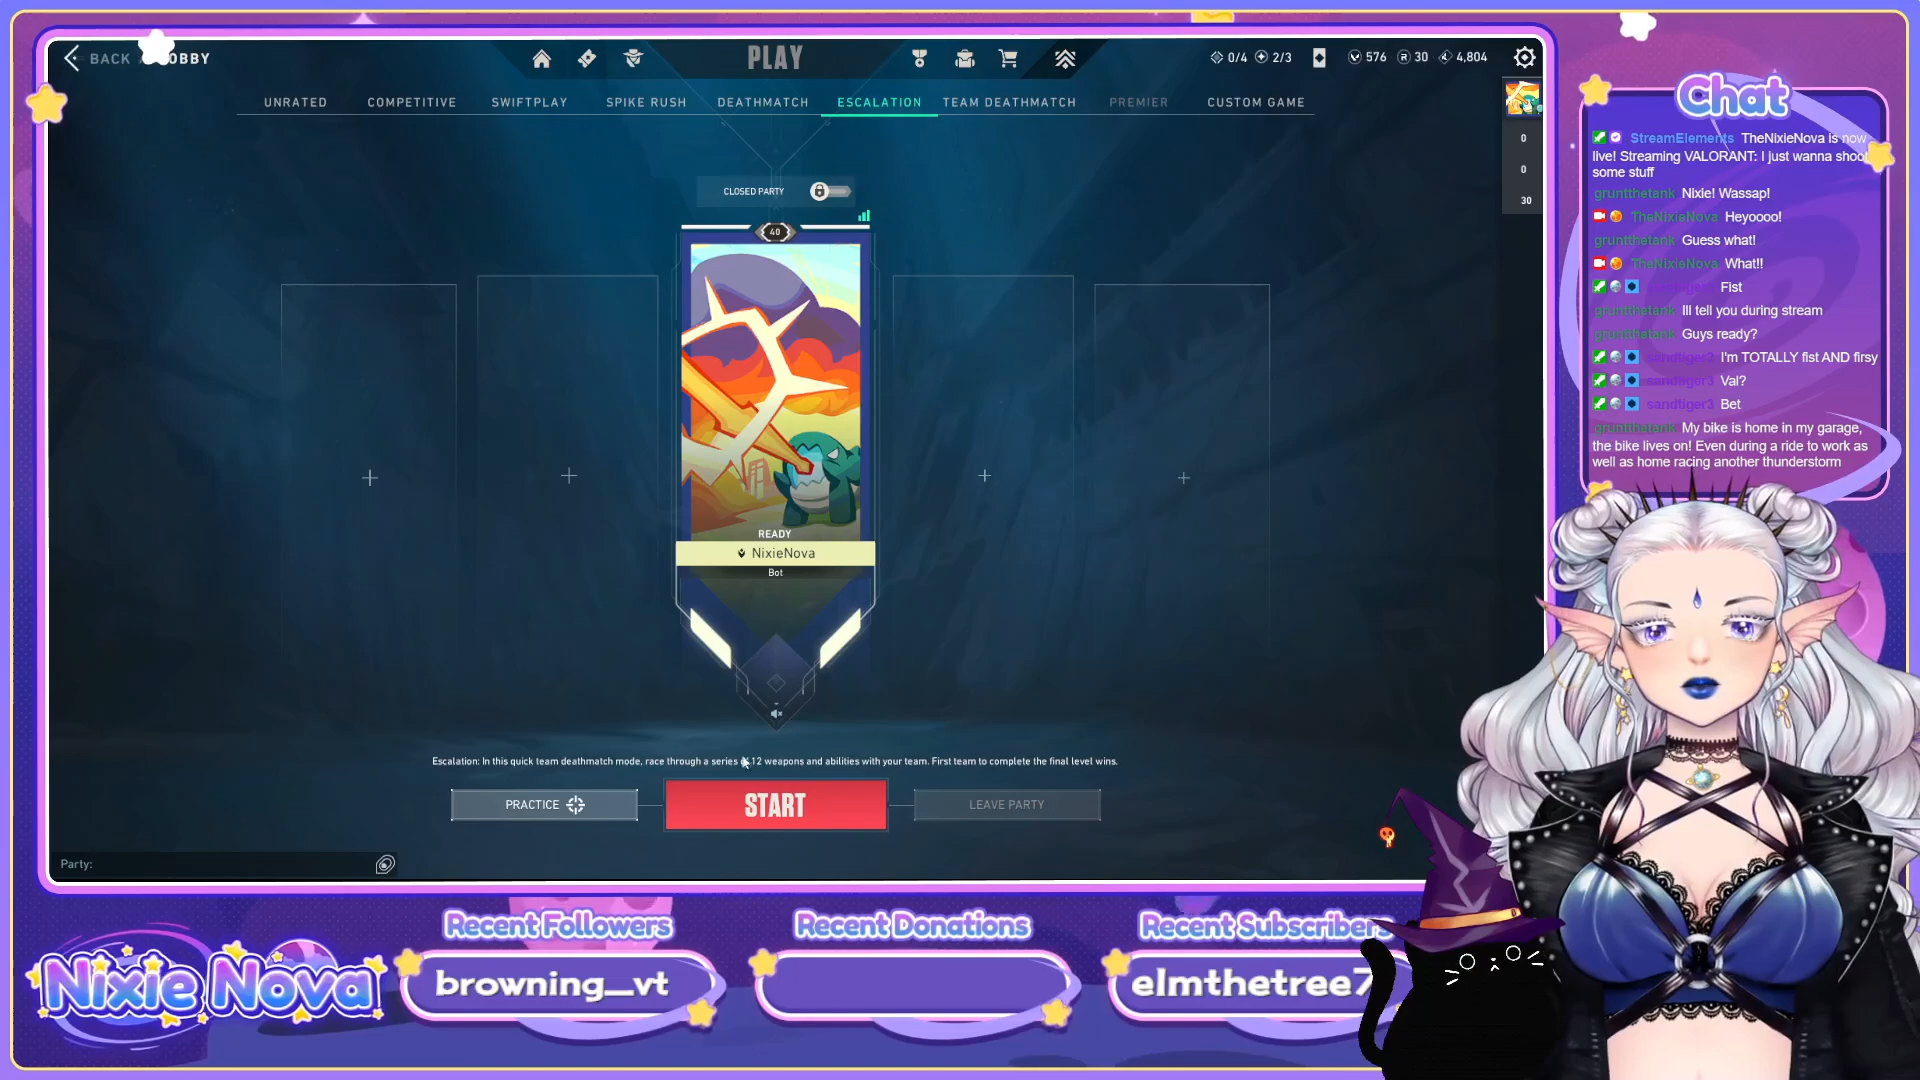 BACK
PLAY
0/4
2/3
576
30
4,804
UNRATED
COMPETITIVE
SWIFTPLAY
SPIKE RUSH
DEATHMATCH
ESCALATION
TEAM DEATHMATCH
PREMIER
CUSTOM GAME
0
0
30
CLOSED PARTY
40
READY
NixieNova
Bot
Escalation: In this quick team deathmatch mode, race through a series 12 weapons and abilities with your team. First team to complete the final level wins.
PRACTICE
START
LEAVE PARTY
Party:
Chat
StreamElements TheNixieNova is now
live! Streaming VALORANT: I just wanna shoot
some stuff
gruntthetank Nixie! Wassap!
TheNixieNova Heyoooo!
gruntthetank Guess what!
TheNixieNova What!!
sandtiger3 Fist
gruntthetank Ill tell you during stream
gruntthetank Guys ready?
sandtiger3 I'm TOTALLY fist AND firsy
sandtiger3 Val?
sandtiger3 Bet
gruntthetank My bike is home in my garage,
the bike lives on! Even during a ride to work as
well as home racing another thunderstorm
Nixie Nova
Recent Followers
browning_vt
Recent Donations
Recent Subscribers
elmthetree7